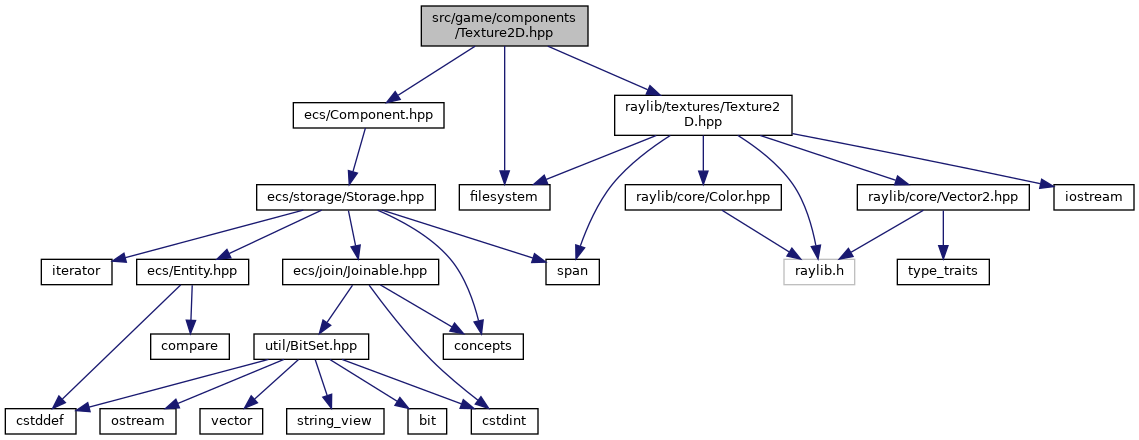 src/game/components
/Texture2D.hpp
raylib/textures/Texture2
D.hpp
ecs/Component.hpp
ecs/storage/Storage.hpp
filesystem
raylib/core/Color.hpp
raylib/core/Vector2.hpp
iostream
iterator
ecs/Entity.hpp
ecs/join/Joinable.hpp
span
raylib.h
type_traits
compare
util/BitSet.hpp
concepts
cstddef
ostream
vector
string_view
bit
cstdint